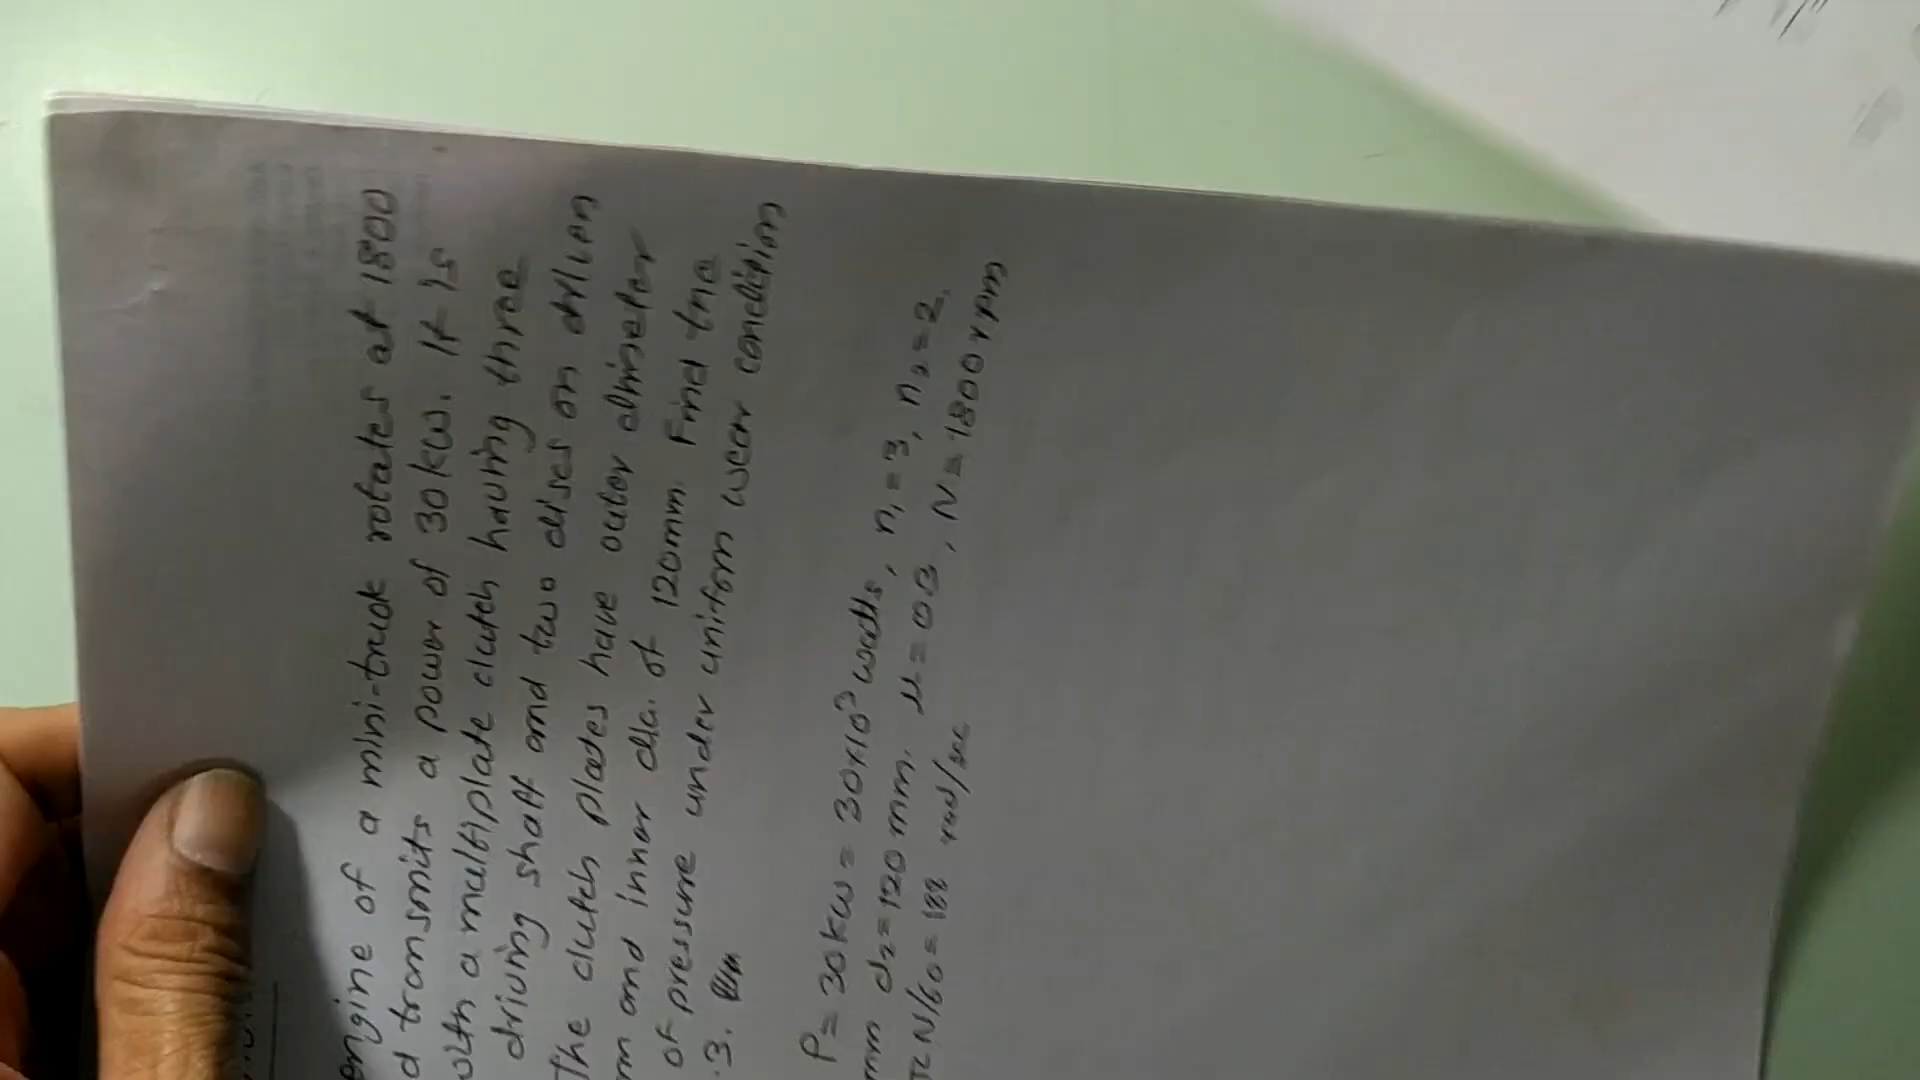 engine of a mini-truck rotates at 1800
d transmits a power of 30 kw. It is
with a multiplate clutch having three
driving shaft and two discs on driven
The clutch plates have outer dimeter
m and inner dia. of 120mm. Find the
of pressure under uniform wear condition
.3.
P = 30kw = 30×10³ watts, n₁ = 3, n₂ = 2.
mm d₂ = 120 mm. μ = 0.3, N = 1800 rpm
πN/60 = 188 rad/sec